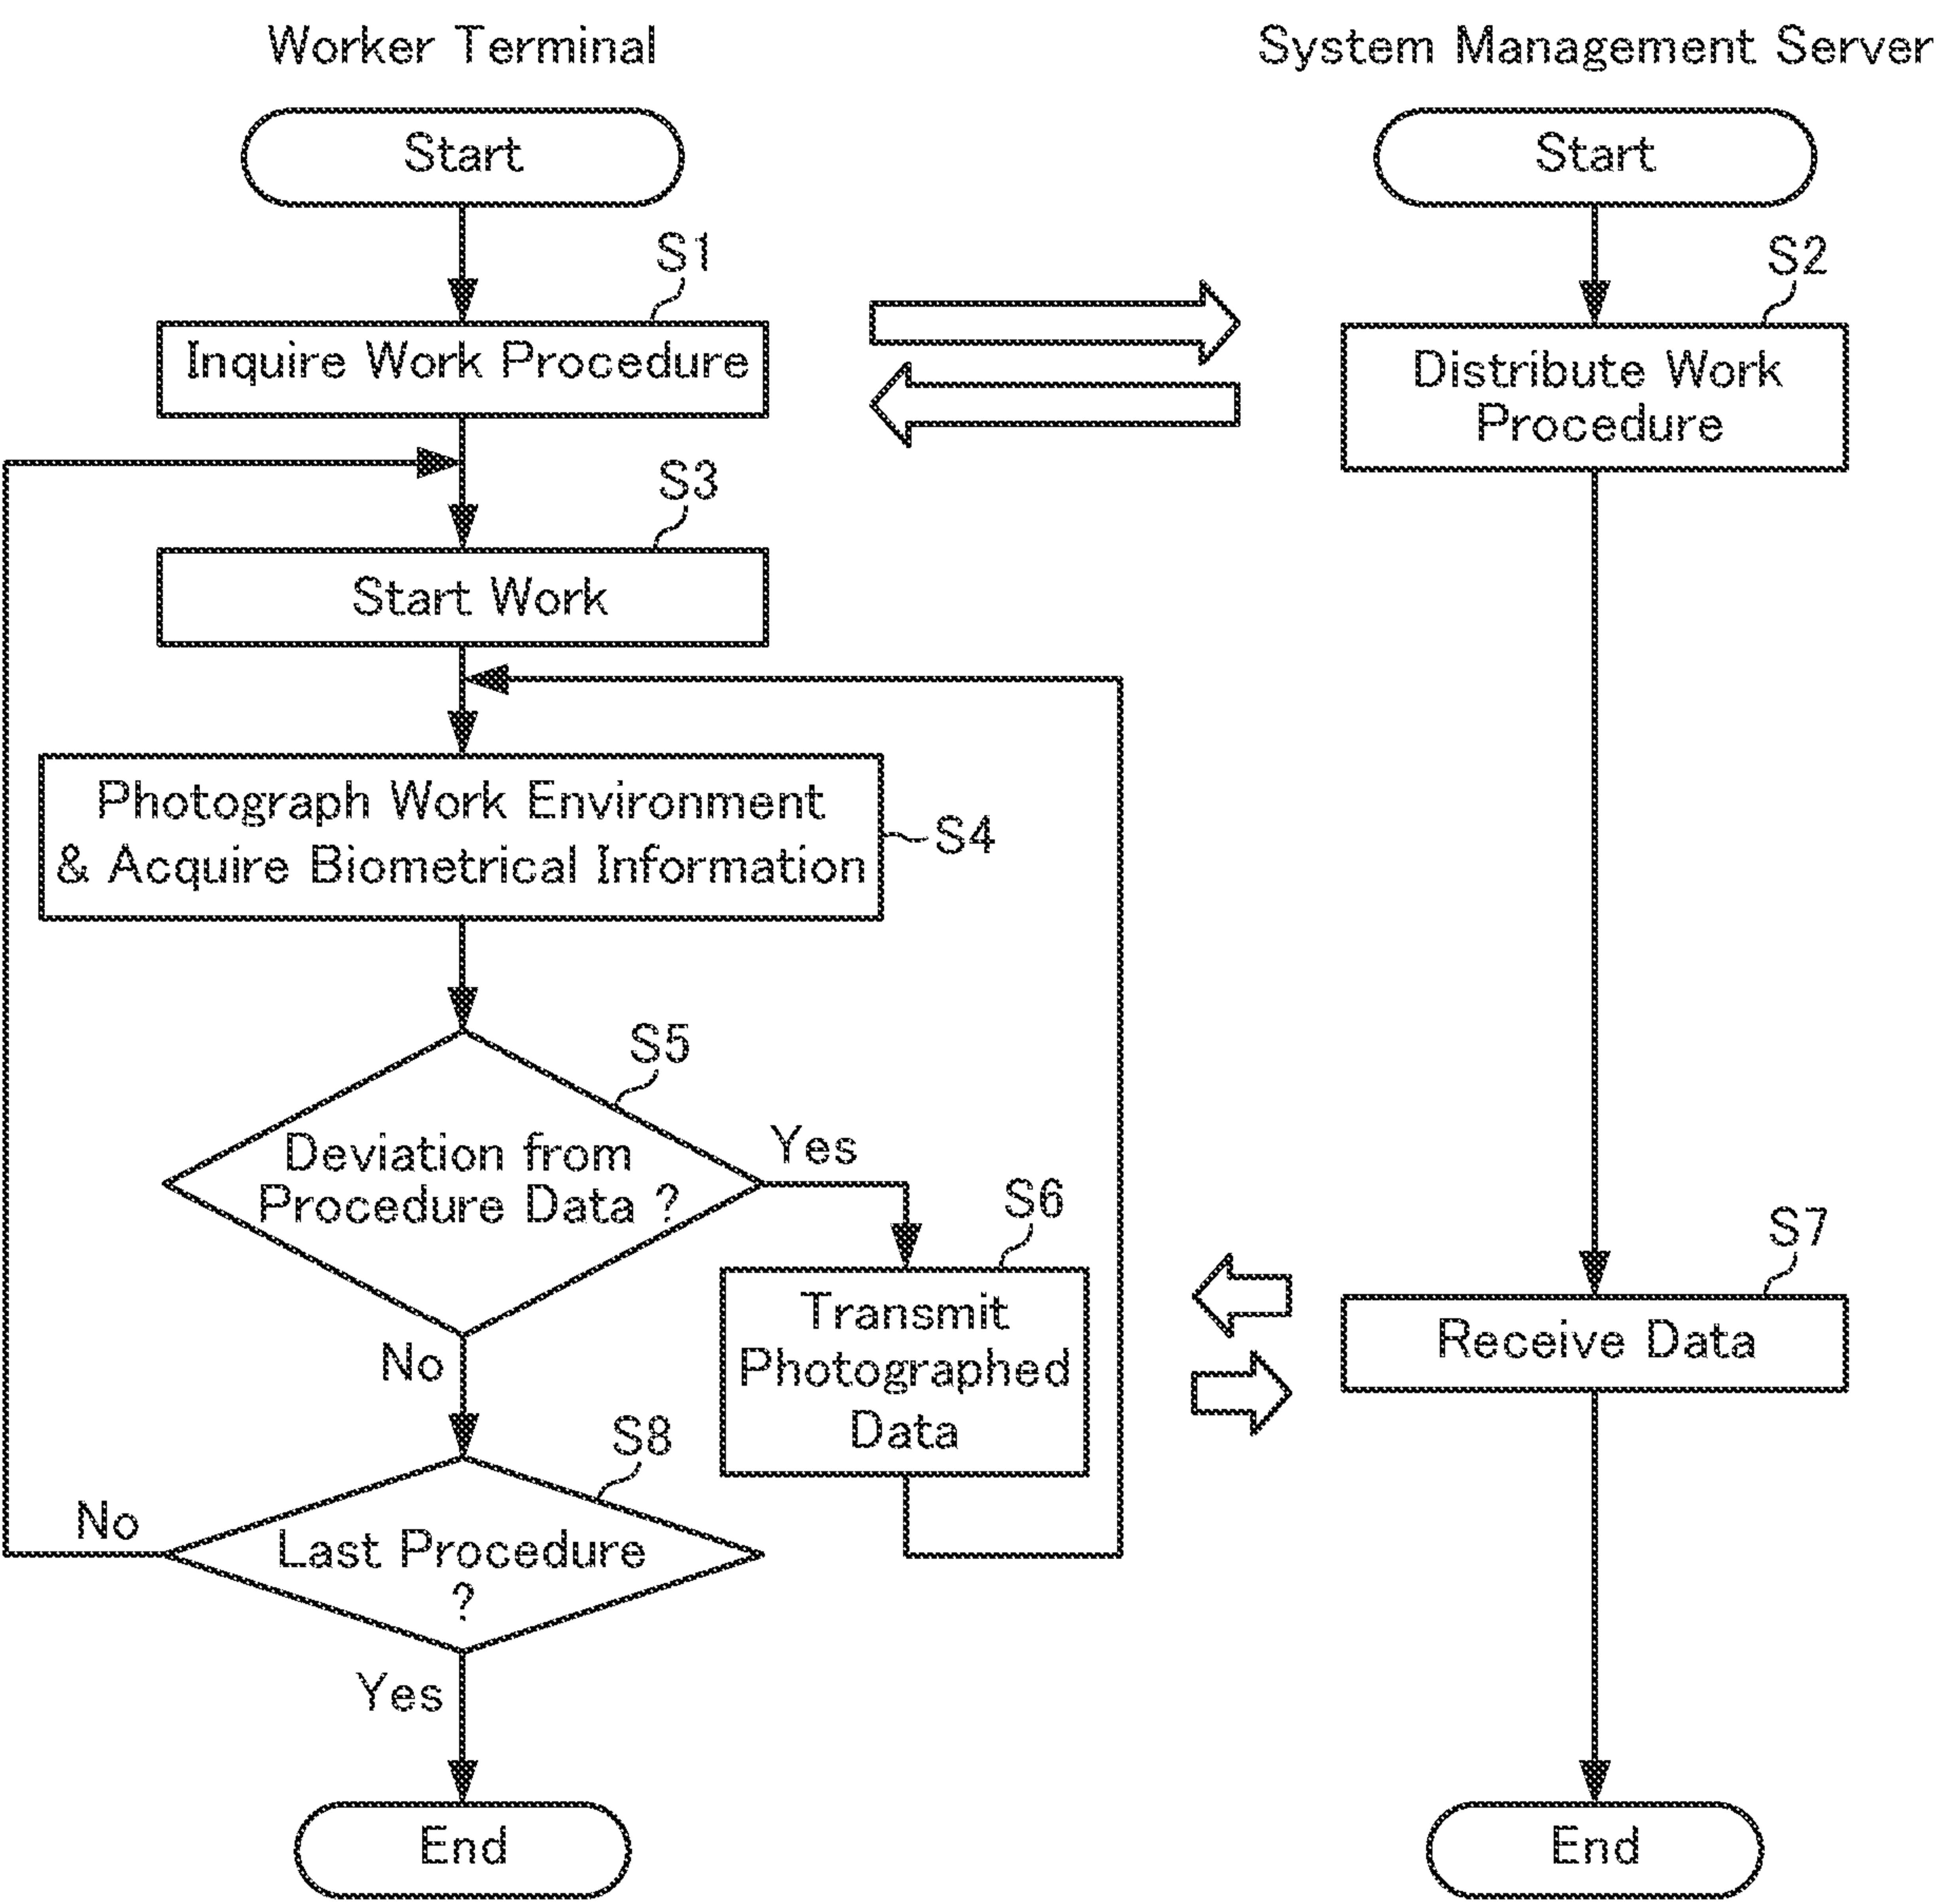 Worker Terminal
System Management Server
Start
Start
S1
S2
Inquire Work Procedure
Distribute Work
Procedure
S3
Start Work
Photograph Work Environment
& Acquire Biometrical Information
S4
S5
Deviation from
Procedure Data ?
Yes
S6
S7
Transmit
Photographed
Data
Receive Data
No
S8
No
Last Procedure
?
Yes
End
End